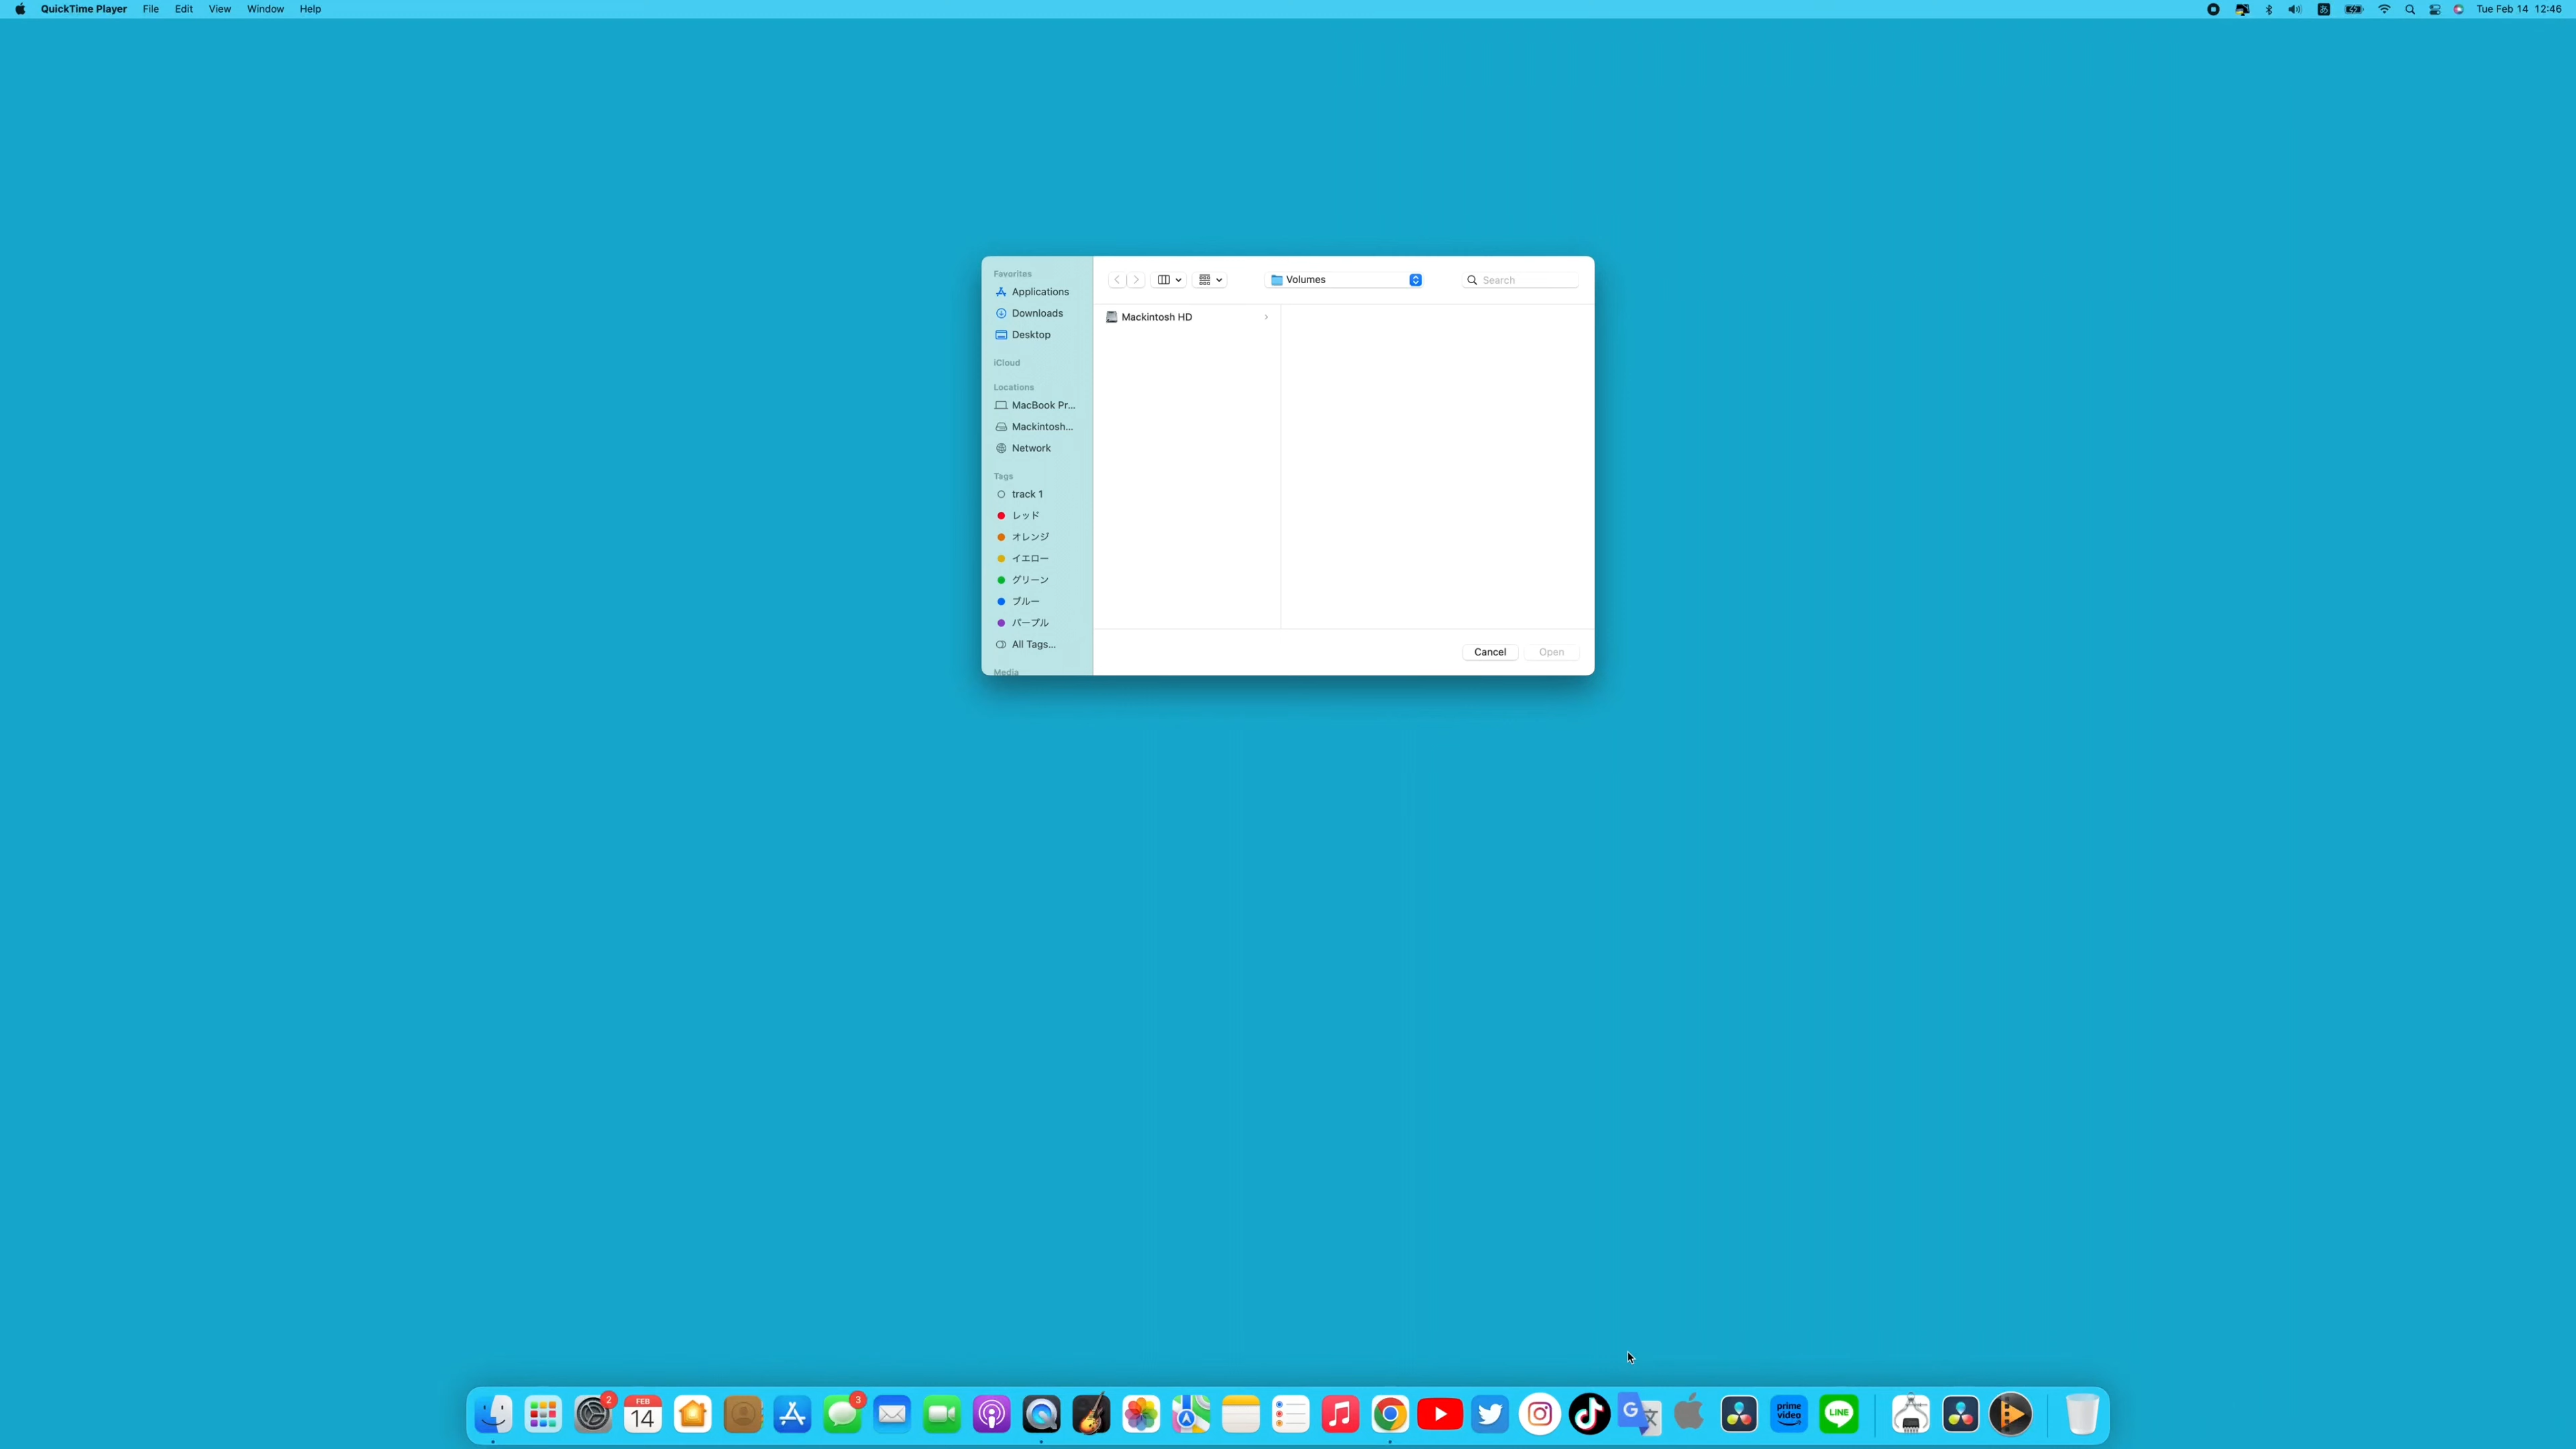 QuickTime Player File Edit View Window Help
Tue Feb 14 12:46
Favorites
Applications
Downloads
Desktop
iCloud
Locations
MacBook Pr...
Mackintosh...
Network
Tags
track 1
レッド
オレンジ
イエロー
グリーン
ブルー
パープル
All Tags...
Media
Volumes
Search
Mackintosh HD
Cancel
Open
2
FEB
14
3
G 文
prime
video
LINE